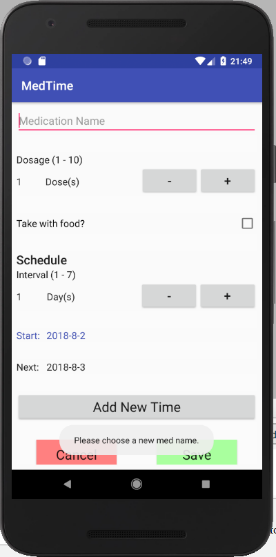 21:49
MedTime
Medication Name
Dosage (1 - 10)
1 Dose(s) - +
Take with food?
Schedule
Interval (1 - 7)
1 Day(s) - +
Start: 2018-8-2
Next: 2018-8-3
Add New Time
Please choose a new med name.
Cancel Save